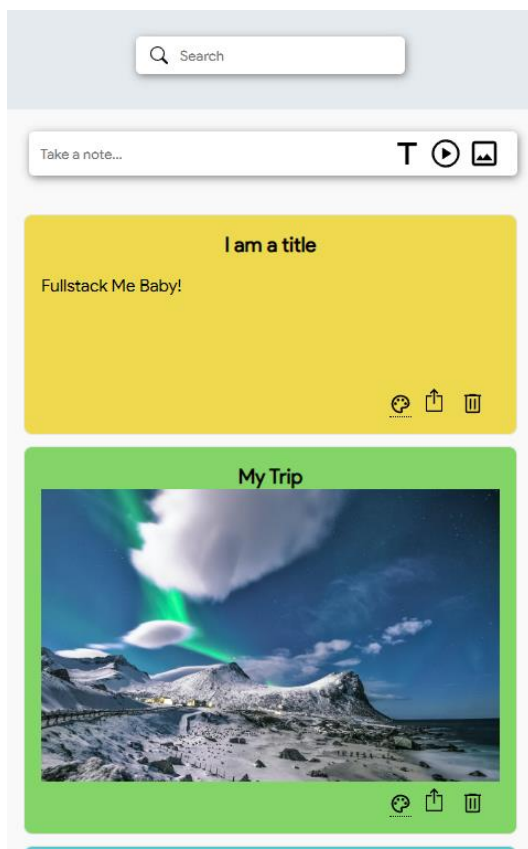 Search
Take a note...
T
I am a title
Fullstack Me Baby!
My Trip